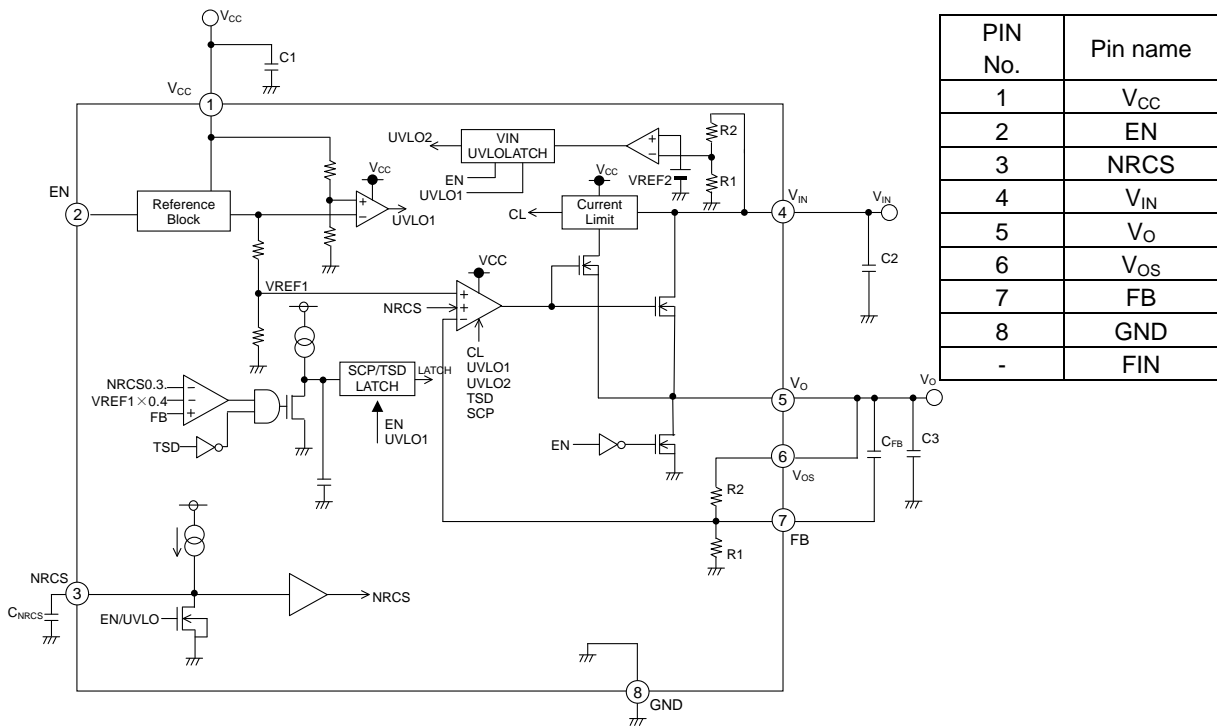 VCC
C1
VCC
1
UVLO2
VIN
UVLOLATCH
EN
UVLO1
+
−
VREF2
R2
R1
EN
2
Reference
Block
VCC
+
−
UVLO1
VCC
CL
Current
Limit
VIN
4
VIN
C2
VREF1
NRCS
VCC
+
+
−
CL
UVLO1
UVLO2
TSD
SCP
NRCS0.3.
VREF1×0.4
FB
−
−
+
TSD
SCP/TSD
LATCH
LATCH
EN
UVLO1
EN
VO
5
VO
CFB
C3
6
VOS
R2
7
FB
R1
NRCS
3
CNRCS
EN/UVLO
NRCS
8
GND
PIN No. Pin name
1 VCC
2 EN
3 NRCS
4 VIN
5 VO
6 VOS
7 FB
8 GND
- FIN